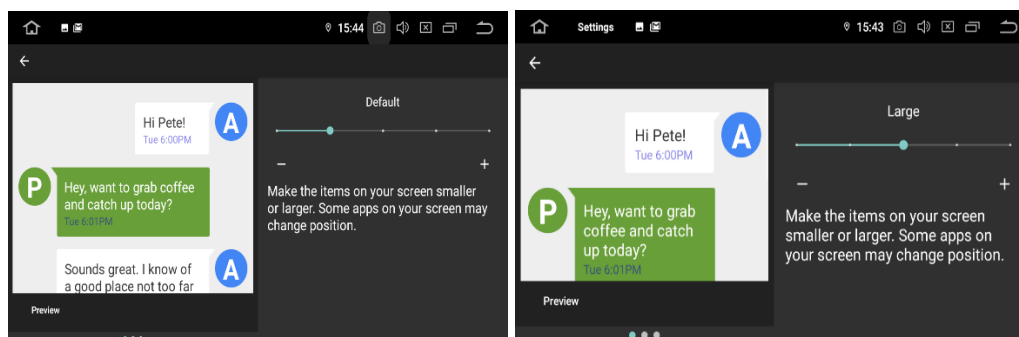 15:44
Default
Hi Pete!
Tue 6:00PM
A
P
Hey, want to grab coffee
and catch up today?
Tue 6:01PM
Sounds great. I know of
a good place not too far
A
Preview
−
+
Make the items on your screen smaller
or larger. Some apps on your screen may
change position.
Settings
15:43
Large
Hi Pete!
Tue 6:00PM
A
P
Hey, want to grab
coffee and catch
up today?
Tue 6:01PM
Preview
−
+
Make the items on your screen
smaller or larger. Some apps on
your screen may change position.